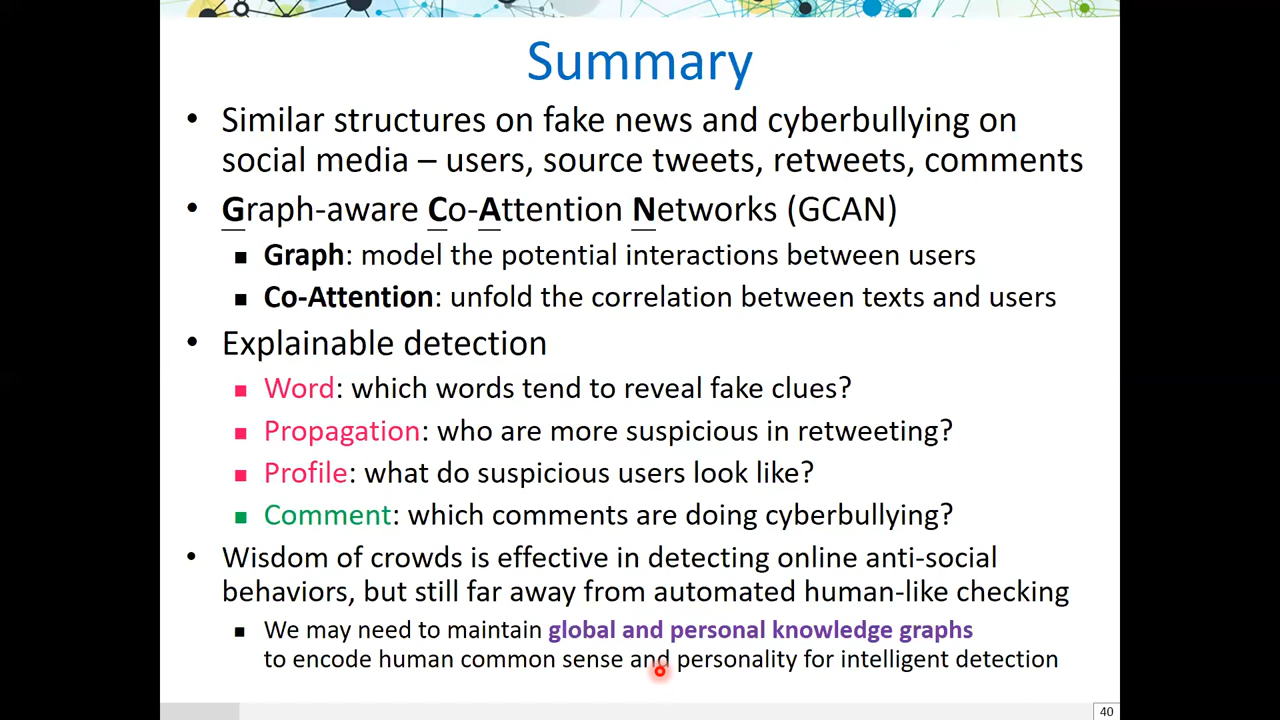 Summary
• Similar structures on fake news and cyberbullying on
social media – users, source tweets, retweets, comments
• Graph-aware Co-Attention Networks (GCAN)
▪ Graph: model the potential interactions between users
▪ Co-Attention: unfold the correlation between texts and users
• Explainable detection
▪ Word: which words tend to reveal fake clues?
▪ Propagation: who are more suspicious in retweeting?
▪ Profile: what do suspicious users look like?
▪ Comment: which comments are doing cyberbullying?
• Wisdom of crowds is effective in detecting online anti-social
behaviors, but still far away from automated human-like checking
▪ We may need to maintain global and personal knowledge graphs
to encode human common sense and personality for intelligent detection
40